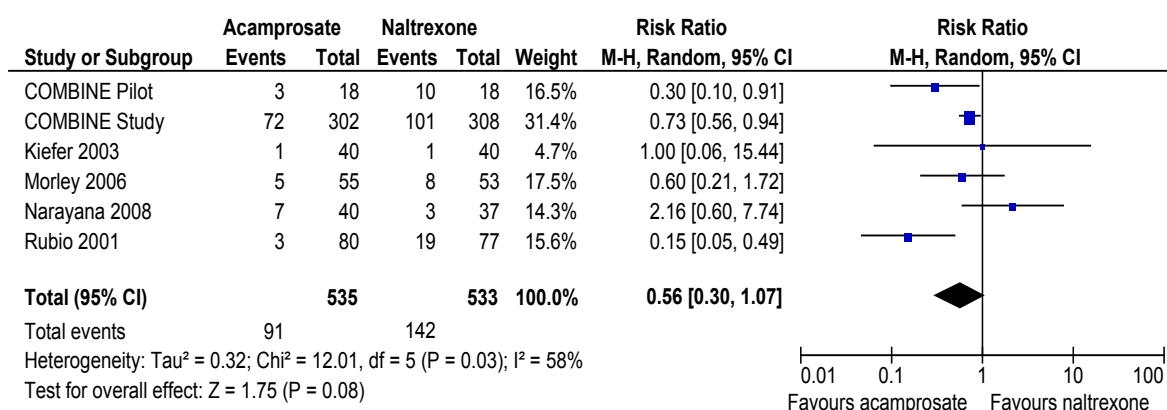 Acamprosate Naltrexone Risk Ratio Risk Ratio
Study or Subgroup Events Total Events Total Weight M-H, Random, 95% CI M-H, Random, 95% CI
COMBINE Pilot 3 18 10 18 16.5% 0.30 [0.10, 0.91]
COMBINE Study 72 302 101 308 31.4% 0.73 [0.56, 0.94]
Kiefer 2003 1 40 1 40 4.7% 1.00 [0.06, 15.44]
Morley 2006 5 55 8 53 17.5% 0.60 [0.21, 1.72]
Narayana 2008 7 40 3 37 14.3% 2.16 [0.60, 7.74]
Rubio 2001 3 80 19 77 15.6% 0.15 [0.05, 0.49]
Total (95% CI) 535 533 100.0% 0.56 [0.30, 1.07]
Total events 91 142
Heterogeneity: Tau² = 0.32; Chi² = 12.01, df = 5 (P = 0.03); I² = 58%
Test for overall effect: Z = 1.75 (P = 0.08)
0.01 0.1 1 10 100
Favours acamprosate Favours naltrexone